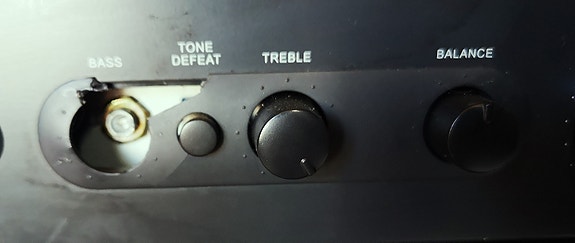 BASS
TONE
DEFEAT
TREBLE
BALANCE